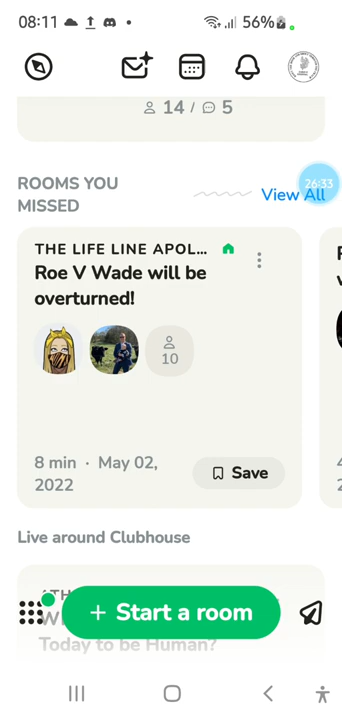 08:11 56%
14 / 5
ROOMS YOU
MISSED
26:33
View All
THE LIFE LINE APOL...
Roe V Wade will be
overturned!
10
8 min · May 02,
2022
Save
Live around Clubhouse
+ Start a room
Today to be Human?